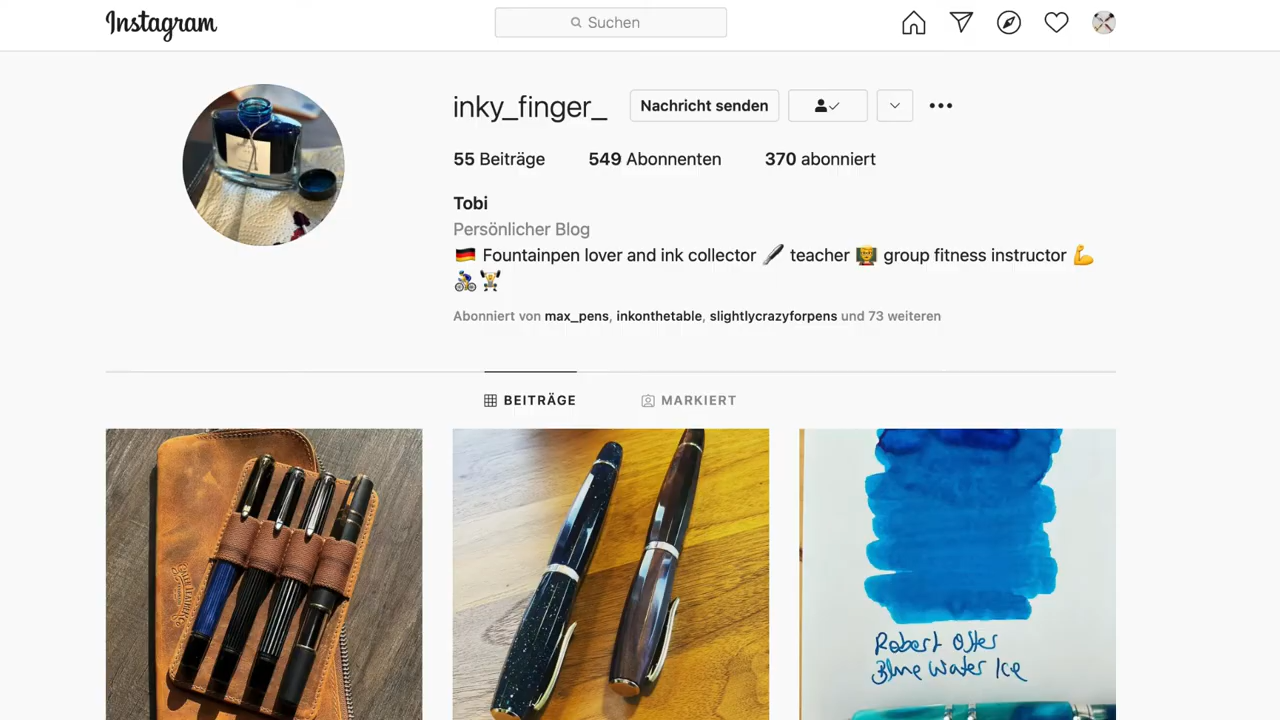 Instagram
Suchen
inky_finger_
Nachricht senden
55 Beiträge
549 Abonnenten
370 abonniert
Tobi
Persönlicher Blog
🇩🇪 Fountainpen lover and ink collector 🖋 teacher 👨‍🏫 group fitness instructor 💪
🚴🏋
Abonniert von max_pens, inkonthetable, slightlycrazyforpens und 73 weiteren
BEITRÄGE
MARKIERT
Robert Oster
Blue Water Ice